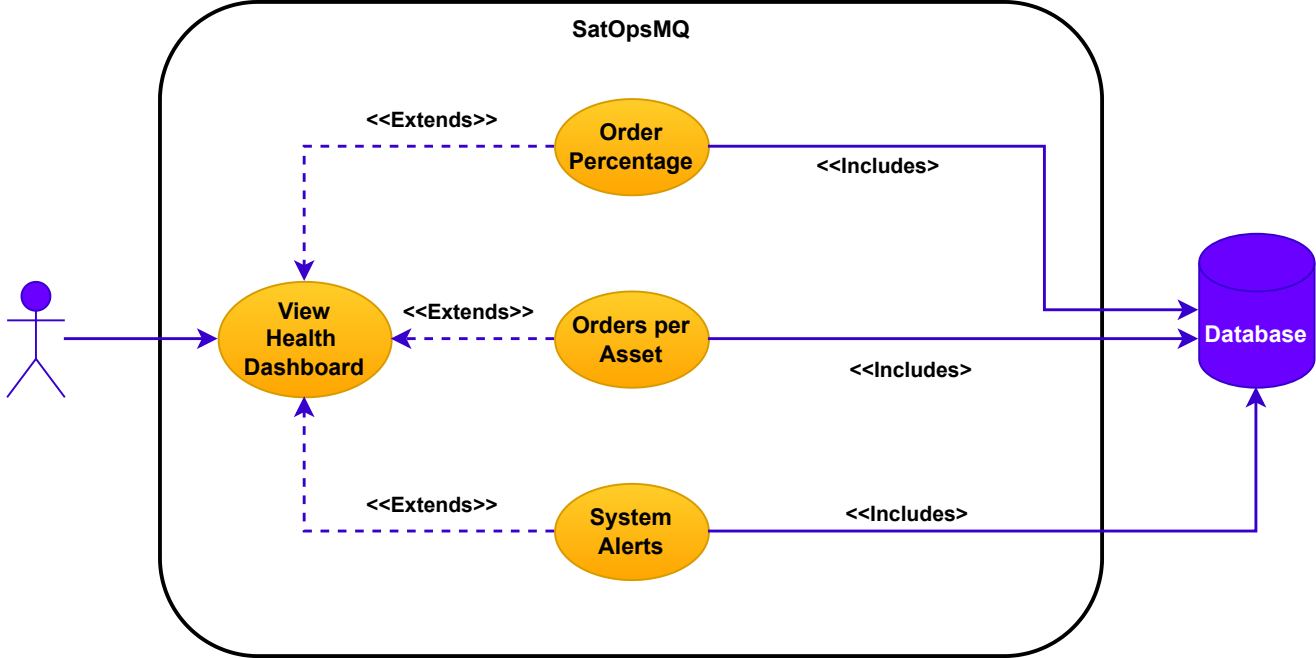 SatOpsMQ
<<Extends>>
Order
Percentage
<<Includes>
View
Health
Dashboard
<<Extends>>
Orders per
Asset
<<Includes>
Database
<<Extends>>
System
Alerts
<<Includes>